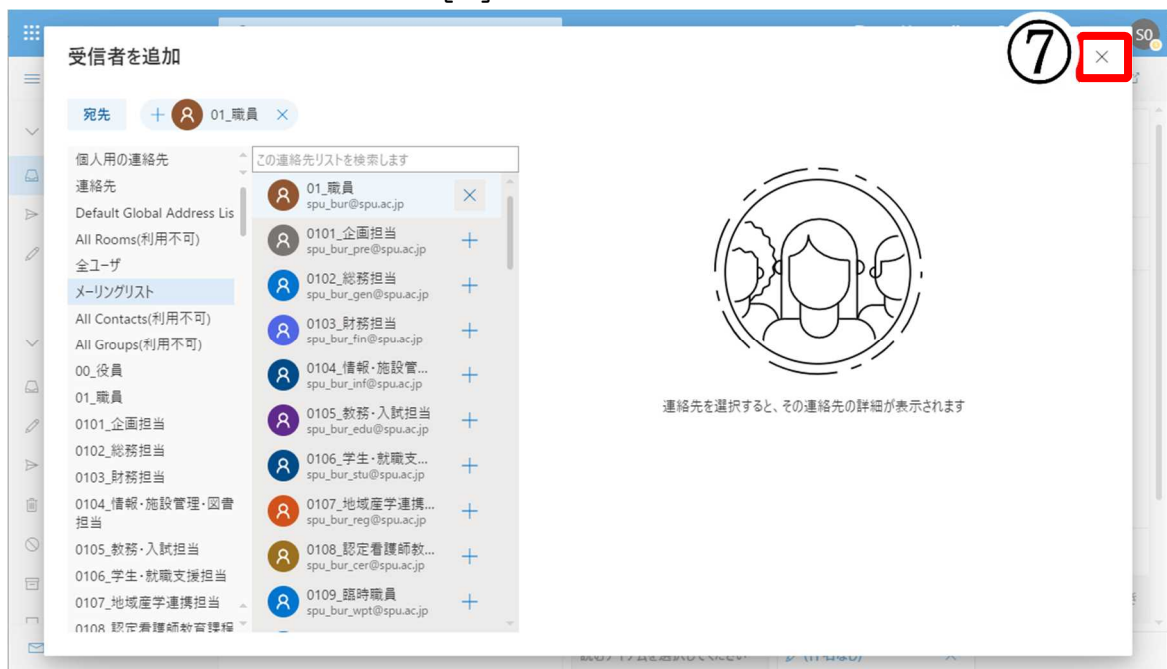 受信者を追加
⑦
SO
宛先
01_職員
個人用の連絡先
連絡先
Default Global Address Lis
All Rooms(利用不可)
全ユーザ
メーリングリスト
All Contacts(利用不可)
All Groups(利用不可)
00_役員
01_職員
0101_企画担当
0102_総務担当
0103_財務担当
0104_情報・施設管理・図書
担当
0105_教務・入試担当
0106_学生・就職支援担当
0107_地域産学連携担当
0108_認定看護師教育課程
この連絡先リストを検索します
01_職員
spu_bur@spu.ac.jp
0101_企画担当
spu_bur_pre@spu.ac.jp
0102_総務担当
spu_bur_gen@spu.ac.jp
0103_財務担当
spu_bur_fin@spu.ac.jp
0104_情報・施設管...
spu_bur_inf@spu.ac.jp
0105_教務・入試担当
spu_bur_edu@spu.ac.jp
0106_学生・就職支...
spu_bur_stu@spu.ac.jp
0107_地域産学連携...
spu_bur_reg@spu.ac.jp
0108_認定看護師教...
spu_bur_cer@spu.ac.jp
0109_臨時職員
spu_bur_wpt@spu.ac.jp
連絡先を選択すると、その連絡先の詳細が表示されます